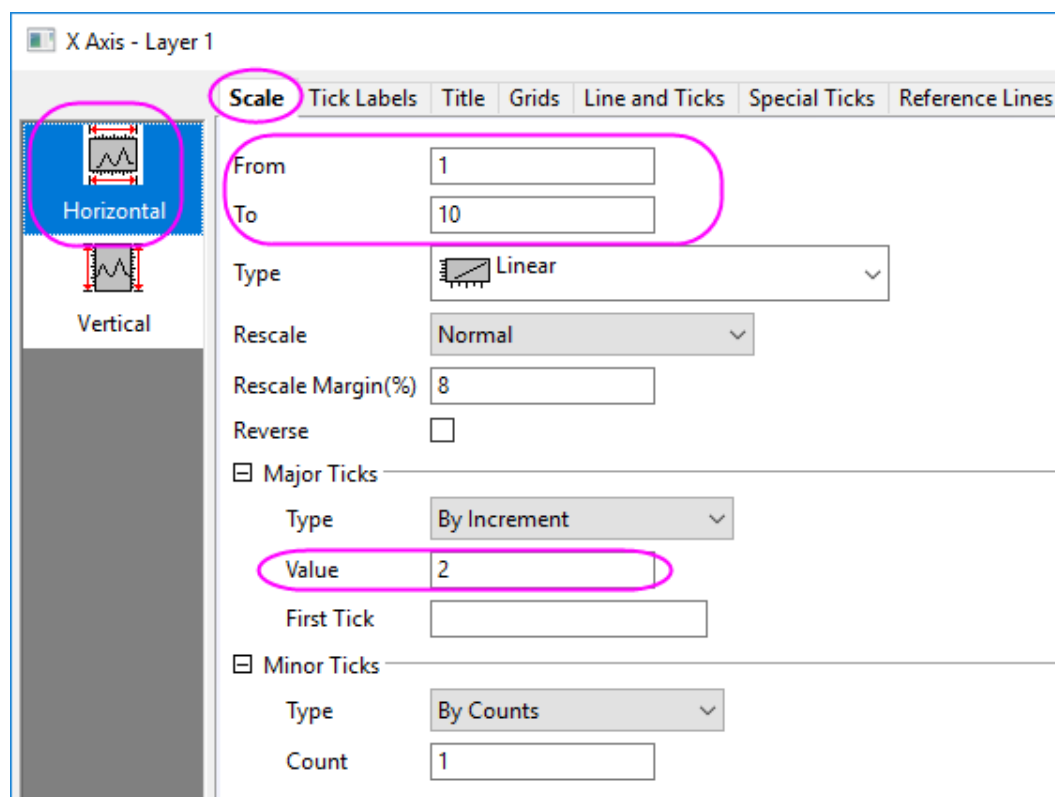 X Axis - Layer 1
Scale Tick Labels Title Grids Line and Ticks Special Ticks Reference Lines
Horizontal
Vertical
From 1
To 10
Type Linear
Rescale Normal
Rescale Margin(%) 8
Reverse
Major Ticks
Type By Increment
Value 2
First Tick
Minor Ticks
Type By Counts
Count 1